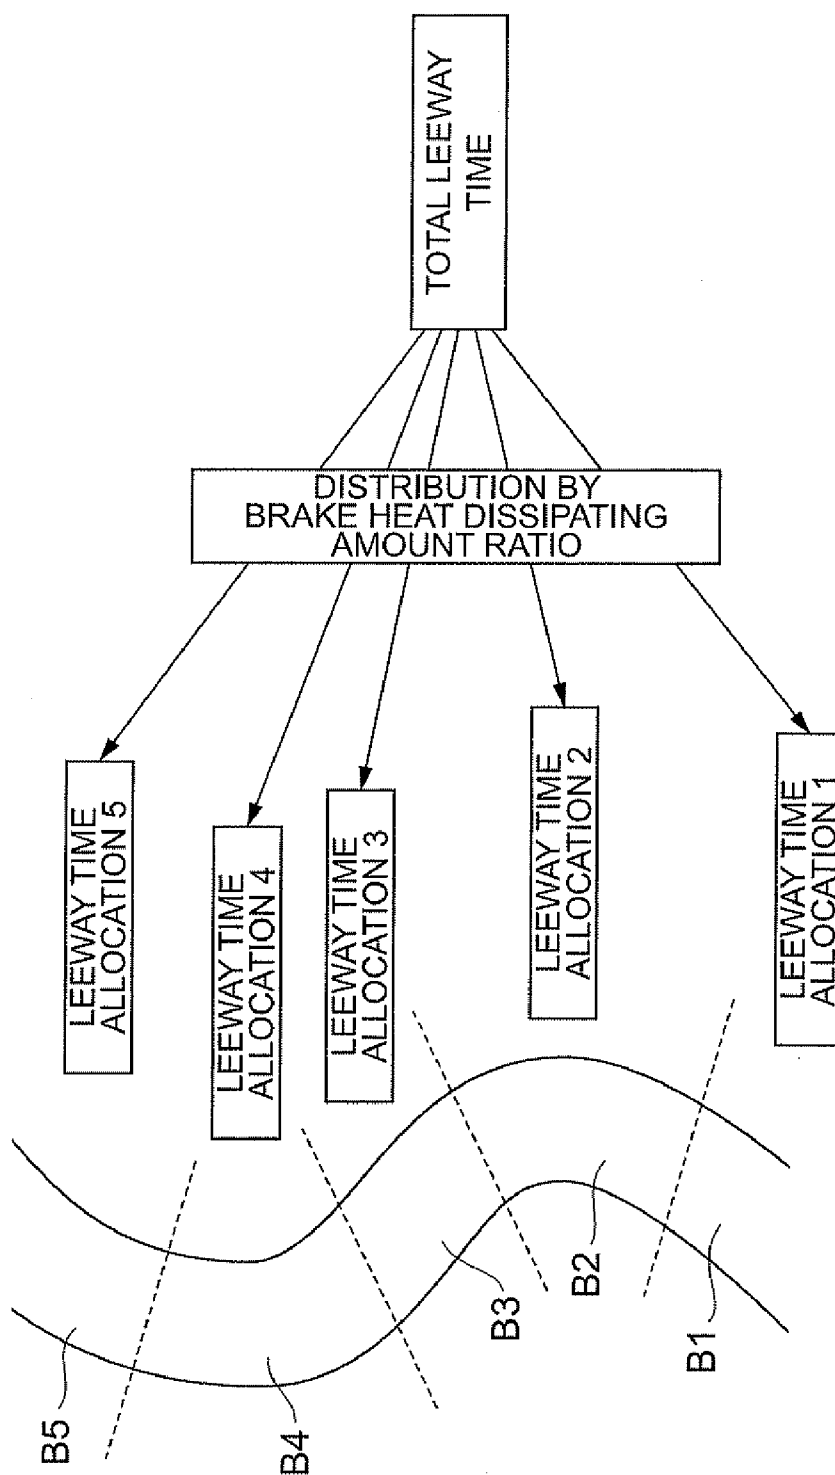 TOTAL LEEWAY
TIME
DISTRIBUTION BY
BRAKE HEAT DISSIPATING
AMOUNT RATIO
LEEWAY TIME
ALLOCATION 5
LEEWAY TIME
ALLOCATION 4
LEEWAY TIME
ALLOCATION 3
LEEWAY TIME
ALLOCATION 2
LEEWAY TIME
ALLOCATION 1
B5
B4
B3
B2
B1